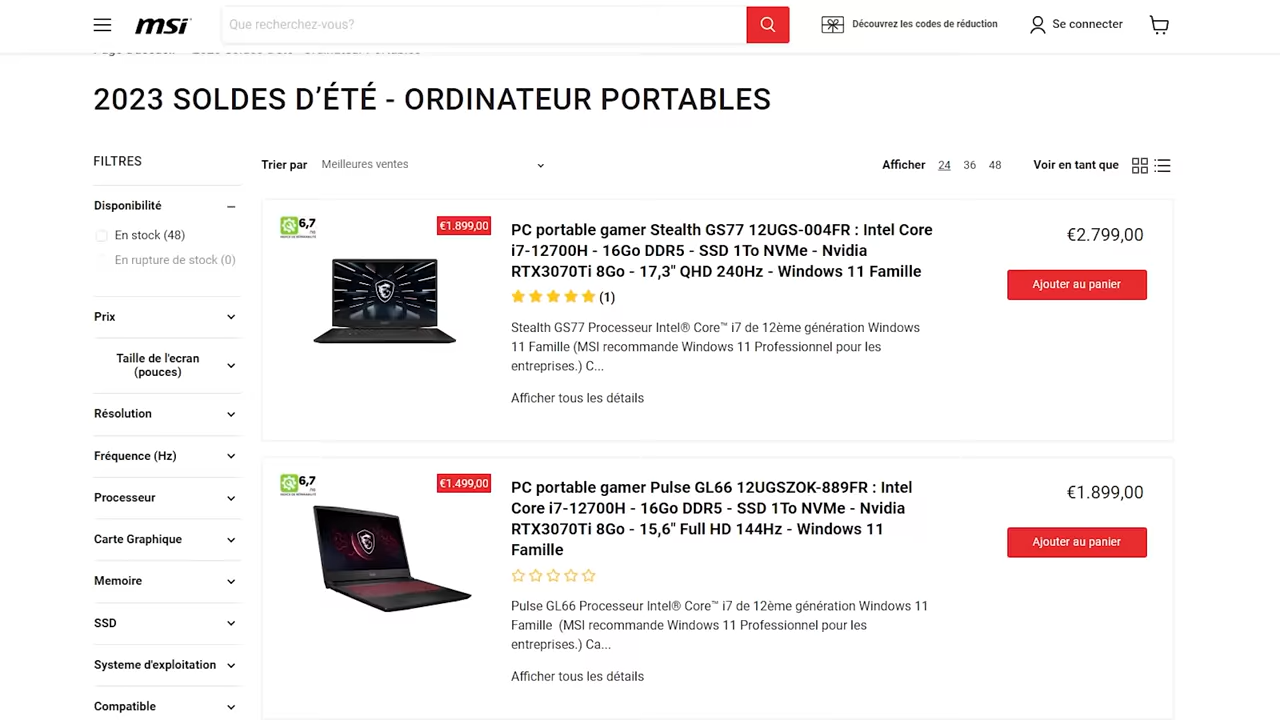 msi
Que recherchez-vous?
Découvrez les codes de réduction
Se connecter
2023 SOLDES D’ÉTÉ - ORDINATEUR PORTABLES
FILTRES
Trier par
Meilleures ventes
Afficher
24
36
48
Voir en tant que
Disponibilité
En stock (48)
En rupture de stock (0)
Prix
Taille de l'ecran
(pouces)
Résolution
Fréquence (Hz)
Processeur
Carte Graphique
Memoire
SSD
Systeme d'exploitation
Compatible
6,7
€1.899,00
PC portable gamer Stealth GS77 12UGS-004FR : Intel Core
i7-12700H - 16Go DDR5 - SSD 1To NVMe - Nvidia
RTX3070Ti 8Go - 17,3" QHD 240Hz - Windows 11 Famille
(1)
Stealth GS77 Processeur Intel® Core™ i7 de 12ème génération Windows
11 Famille (MSI recommande Windows 11 Professionnel pour les
entreprises.) C...
Afficher tous les détails
€2.799,00
Ajouter au panier
6,7
€1.499,00
PC portable gamer Pulse GL66 12UGSZOK-889FR : Intel
Core i7-12700H - 16Go DDR5 - SSD 1To NVMe - Nvidia
RTX3070Ti 8Go - 15,6" Full HD 144Hz - Windows 11
Famille
Pulse GL66 Processeur Intel® Core™ i7 de 12ème génération Windows 11
Famille (MSI recommande Windows 11 Professionnel pour les
entreprises.) Ca...
Afficher tous les détails
€1.899,00
Ajouter au panier